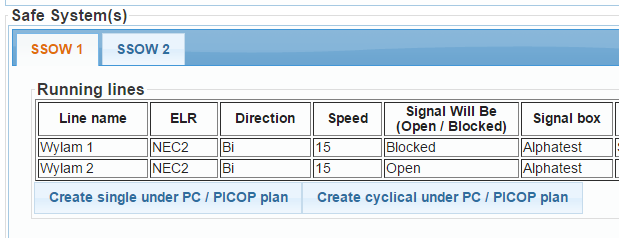 Safe System(s)
SSOW 1 SSOW 2
Running lines
Line name ELR Direction Speed Signal Will Be (Open / Blocked) Signal box
Wylam 1 NEC2 Bi 15 Blocked Alphatest
Wylam 2 NEC2 Bi 15 Open Alphatest
Create single under PC / PICOP plan Create cyclical under PC / PICOP plan